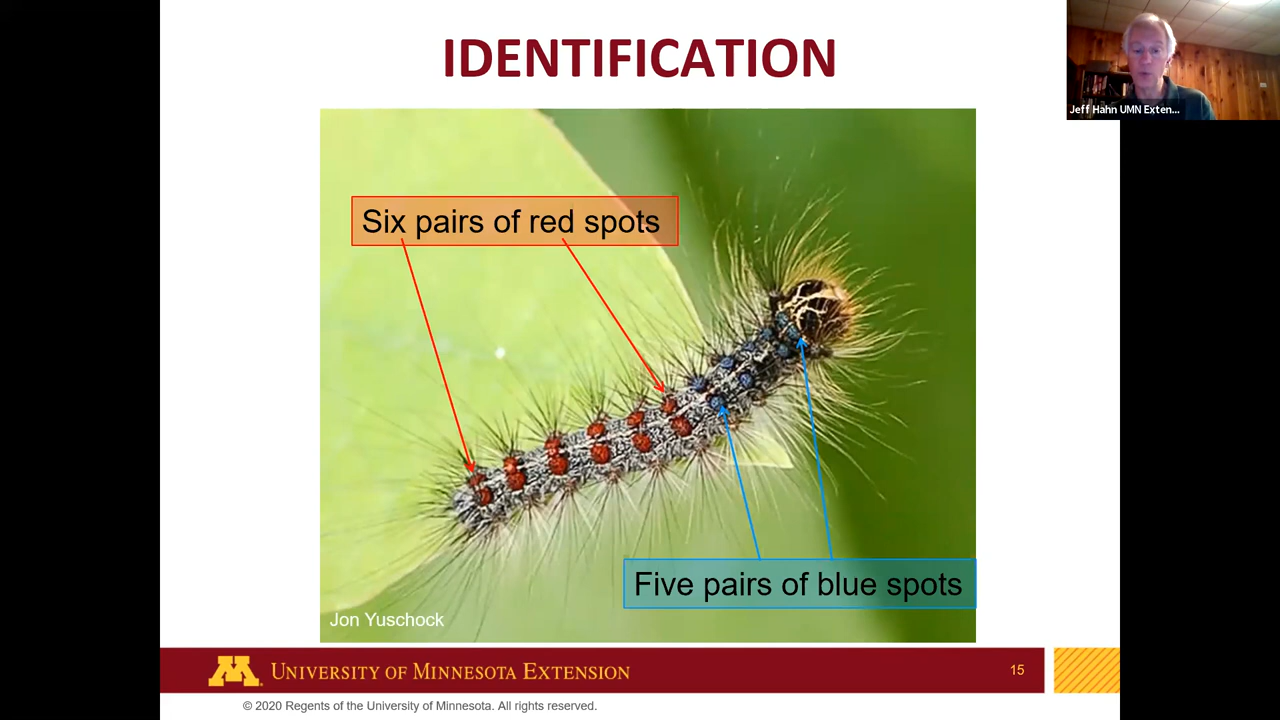 IDENTIFICATION
Jeff Hahn UMN Exten...
Six pairs of red spots
Five pairs of blue spots
Jon Yuschock
M
UNIVERSITY OF MINNESOTA EXTENSION
15
© 2020 Regents of the University of Minnesota. All rights reserved.